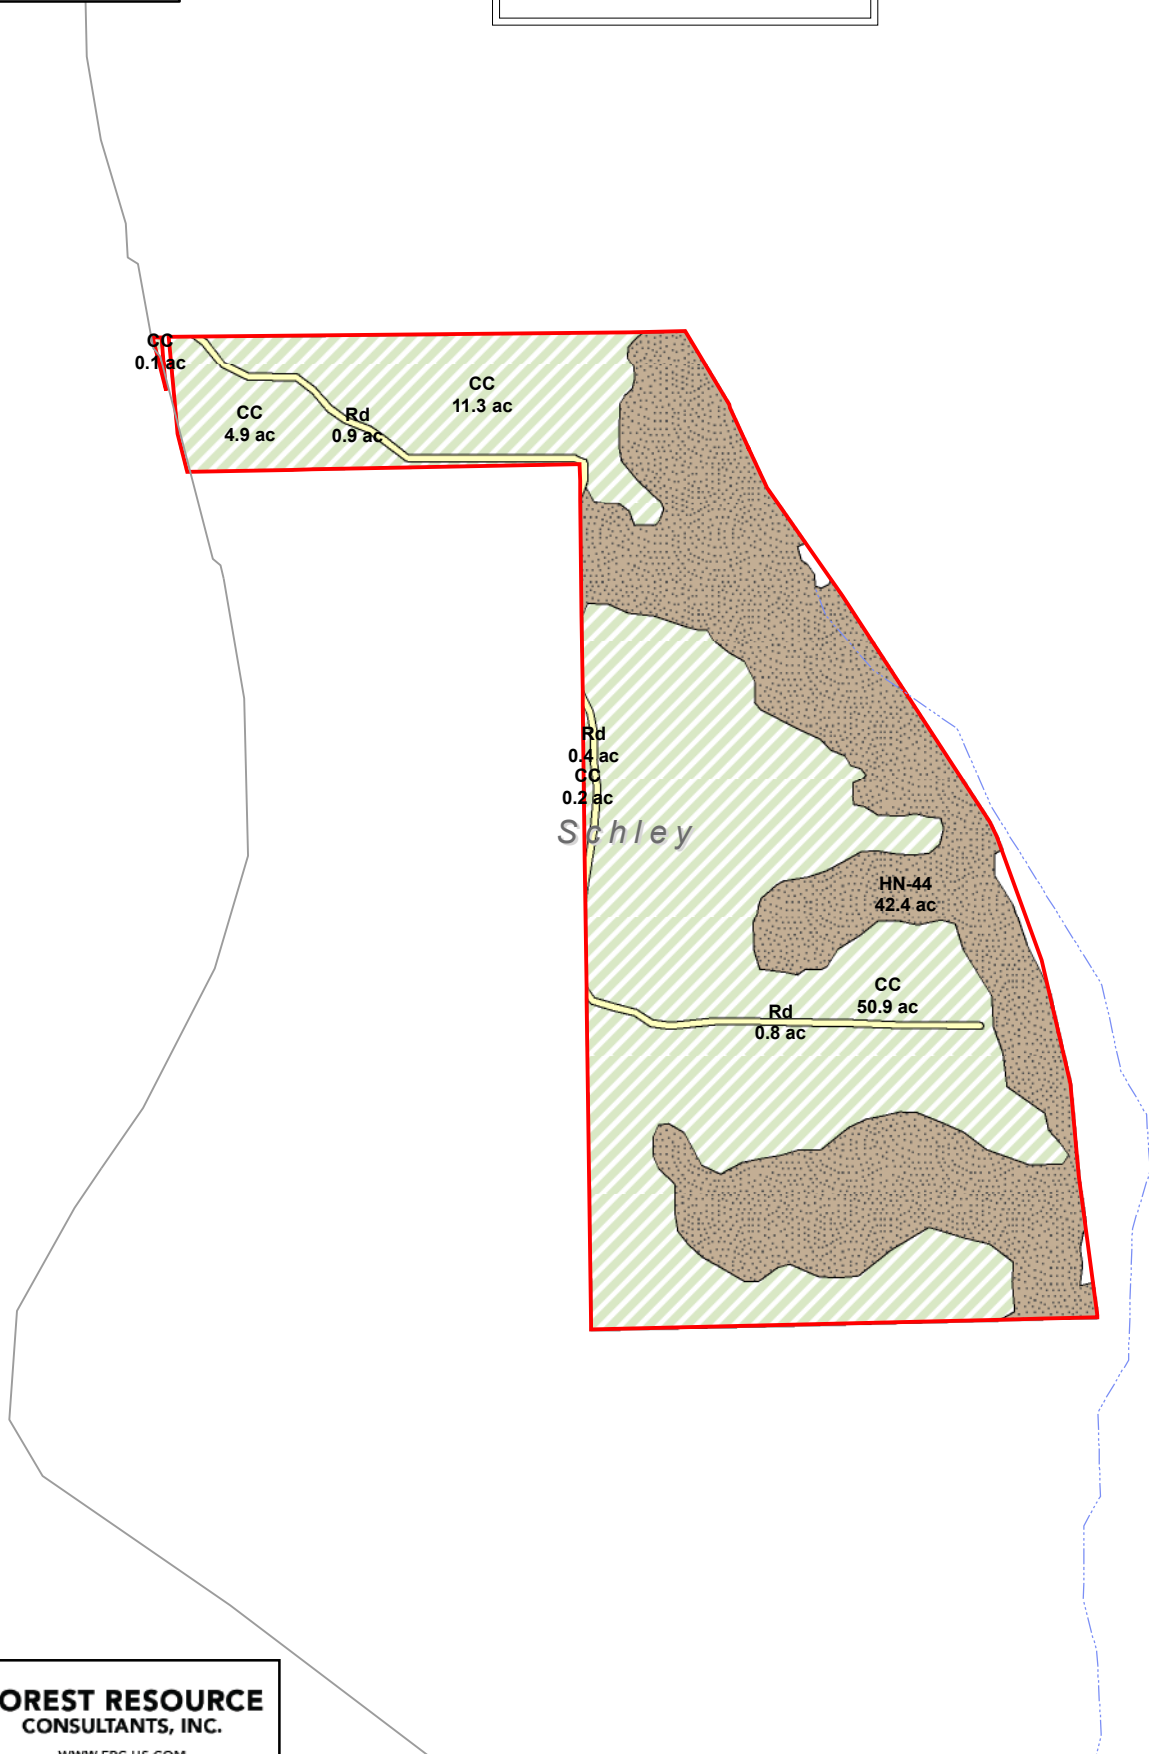 CC
0.1 ac
CC
11.3 ac
CC
4.9 ac
Rd
0.9 ac
Rd
0.4 ac
CC
0.2 ac
Schley
HN-44
42.4 ac
CC
50.9 ac
Rd
0.8 ac
OREST RESOURCE
CONSULTANTS, INC.